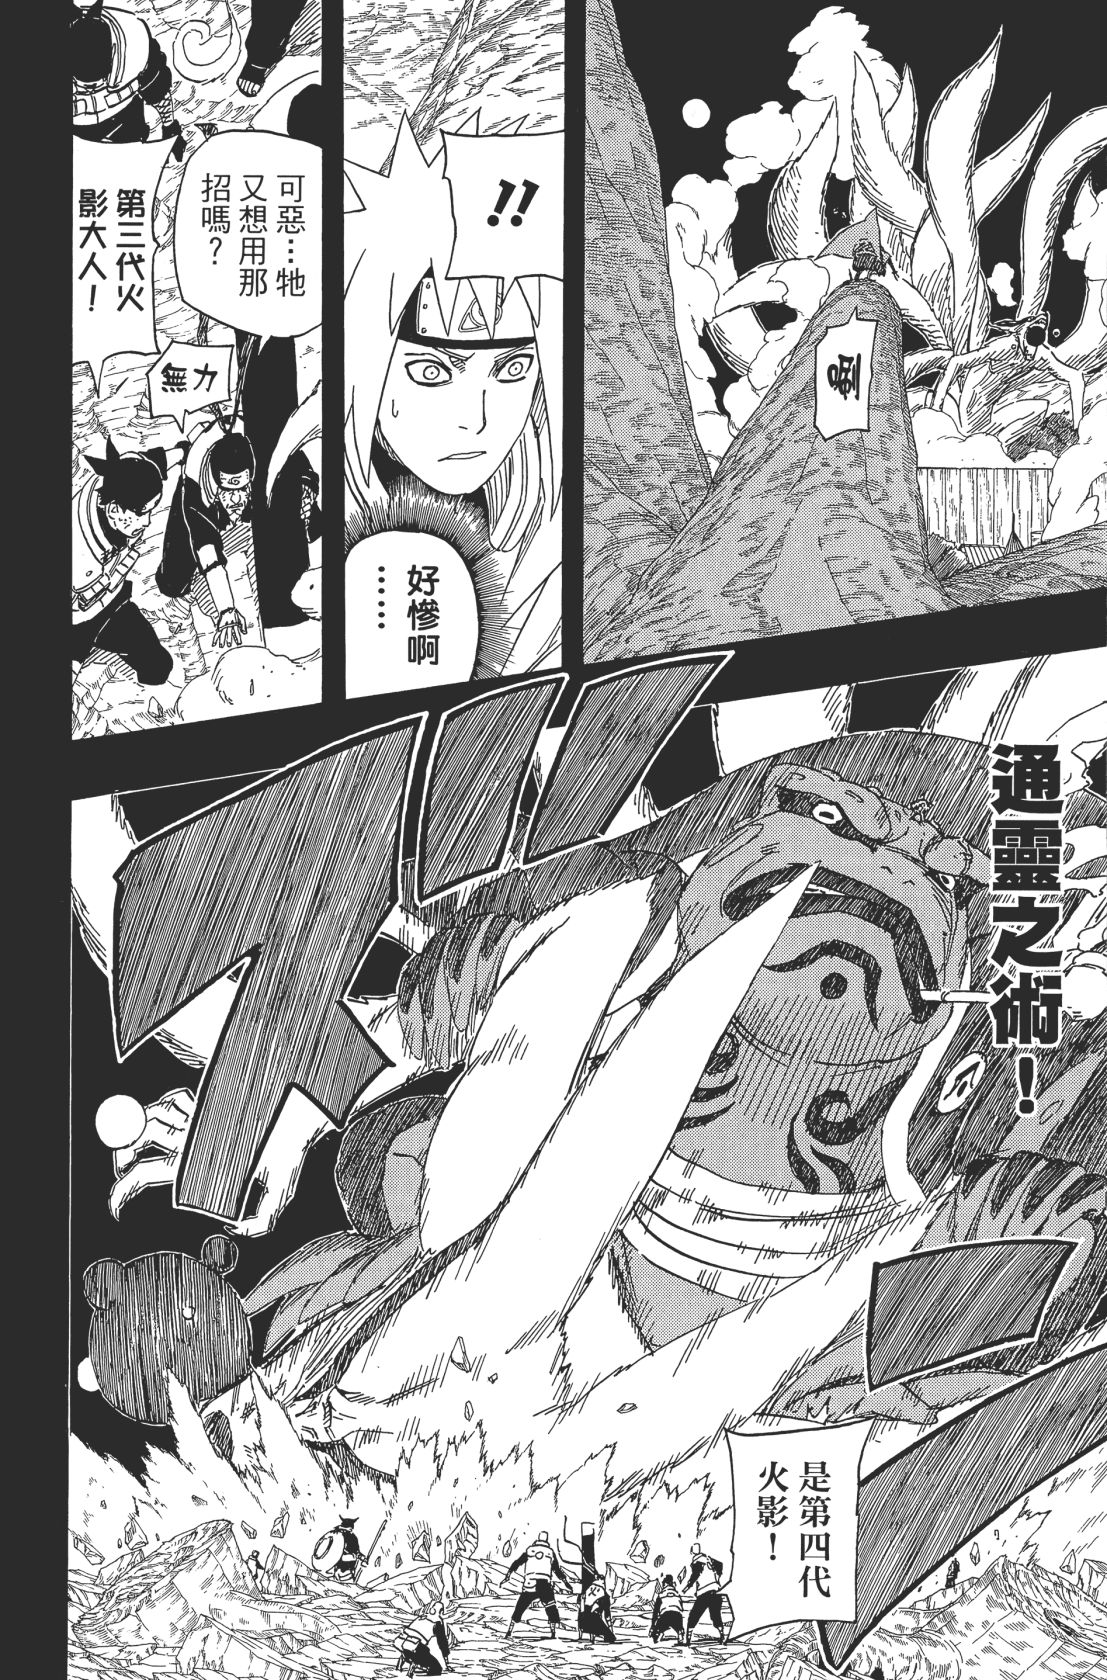 唰
!!
好慘啊
……
可惡…牠
又想用那
招嗎？
第三代火
影大人！
無力
通靈之術！
是第四代
火影！